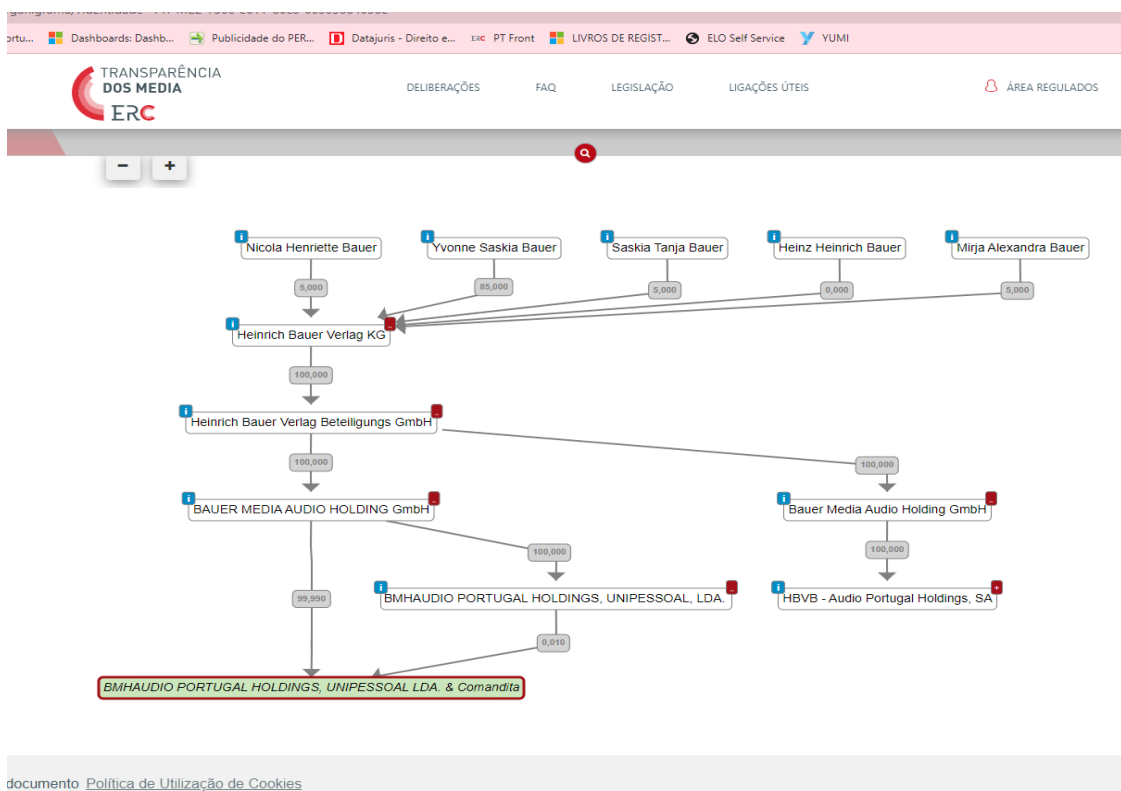 ortu... Dashboards: Dashb... Publicidade do PER... Datajuris - Direito e... ERC PT Front LIVROS DE REGIST... ELO Self Service YUMI
TRANSPARÊNCIA
DOS MEDIA
ERC
DELIBERAÇÕES FAQ LEGISLAÇÃO LIGAÇÕES ÚTEIS ÁREA REGULADOS
− +
Nicola Henriette Bauer Yvonne Saskia Bauer Saskia Tanja Bauer Heinz Heinrich Bauer Mirja Alexandra Bauer
5,000 85,000 5,000 0,000 5,000
Heinrich Bauer Verlag KG
100,000
Heinrich Bauer Verlag Beteiligungs GmbH
100,000 100,000
BAUER MEDIA AUDIO HOLDING GmbH Bauer Media Audio Holding GmbH
100,000 100,000
99,990 BMHAUDIO PORTUGAL HOLDINGS, UNIPESSOAL, LDA. HBVB - Audio Portugal Holdings, SA
0,010
BMHAUDIO PORTUGAL HOLDINGS, UNIPESSOAL LDA. & Comandita
documento Política de Utilização de Cookies